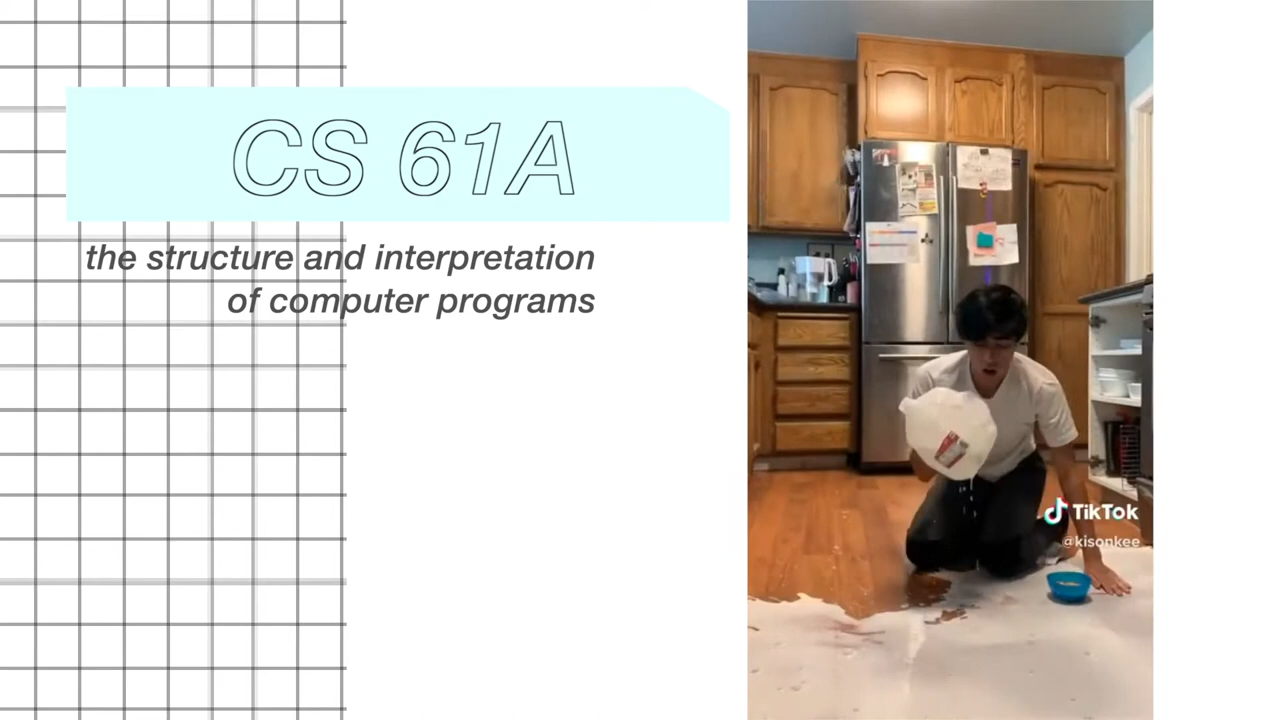 CS 61A
the structure and interpretation
of computer programs
TikTok
@kisonkee